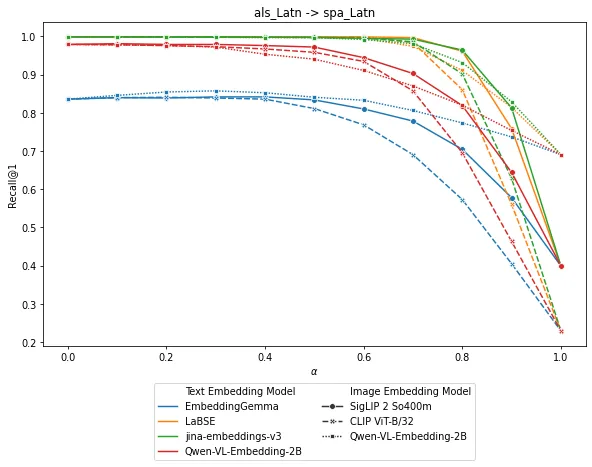 als_Latn -> spa_Latn
1.0
0.9
0.8
0.7
0.6
0.5
0.4
0.3
0.2
Recall@1
0.0 0.2 0.4 0.6 0.8 1.0
α
Text Embedding Model Image Embedding Model
EmbeddingGemma SigLIP 2 So400m
LaBSE CLIP ViT-B/32
jina-embeddings-v3 Qwen-VL-Embedding-2B
Qwen-VL-Embedding-2B